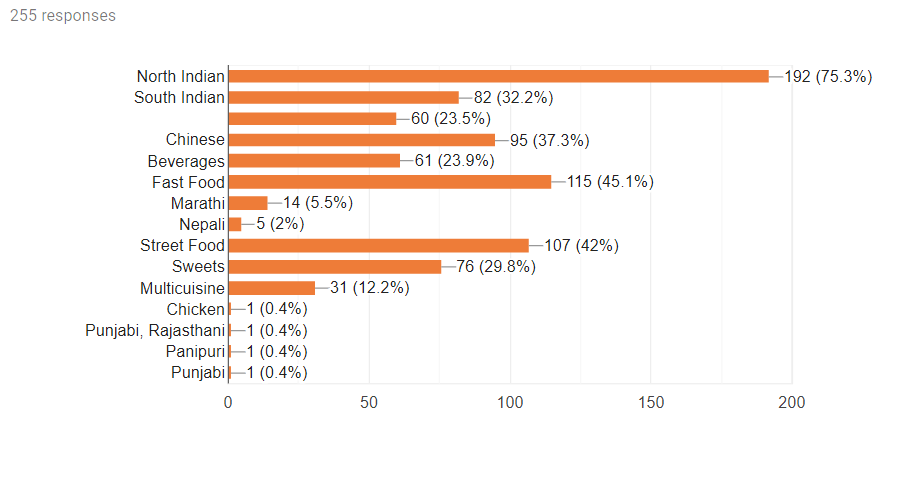 255 responses
North Indian 192 (75.3%)
South Indian 82 (32.2%)
60 (23.5%)
Chinese 95 (37.3%)
Beverages 61 (23.9%)
Fast Food 115 (45.1%)
Marathi 14 (5.5%)
Nepali 5 (2%)
Street Food 107 (42%)
Sweets 76 (29.8%)
Multicuisine 31 (12.2%)
Chicken 1 (0.4%)
Punjabi, Rajasthani 1 (0.4%)
Panipuri 1 (0.4%)
Punjabi 1 (0.4%)
0 50 100 150 200